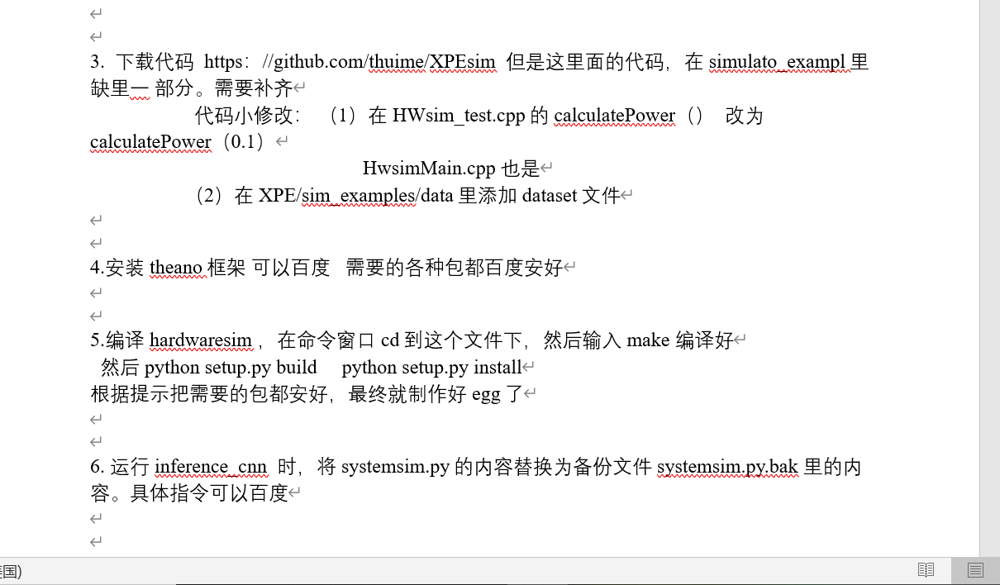 3. 下载代码 https：//github.com/thuime/XPEsim 但是这里面的代码，在 simulato_exampl 里
缺里一 部分。需要补齐
代码小修改： （1）在 HWsim_test.cpp 的 calculatePower（） 改为
calculatePower（0.1）
HwsimMain.cpp 也是
（2）在 XPE/sim_examples/data 里添加 dataset 文件
4.安装 theano 框架 可以百度 需要的各种包都百度安好
5.编译 hardwaresim ，在命令窗口 cd 到这个文件下，然后输入 make 编译好
然后 python setup.py build python setup.py install
根据提示把需要的包都安好，最终就制作好 egg 了
6. 运行 inference_cnn 时，将 systemsim.py 的内容替换为备份文件 systemsim.py.bak 里的内
容。具体指令可以百度
国)